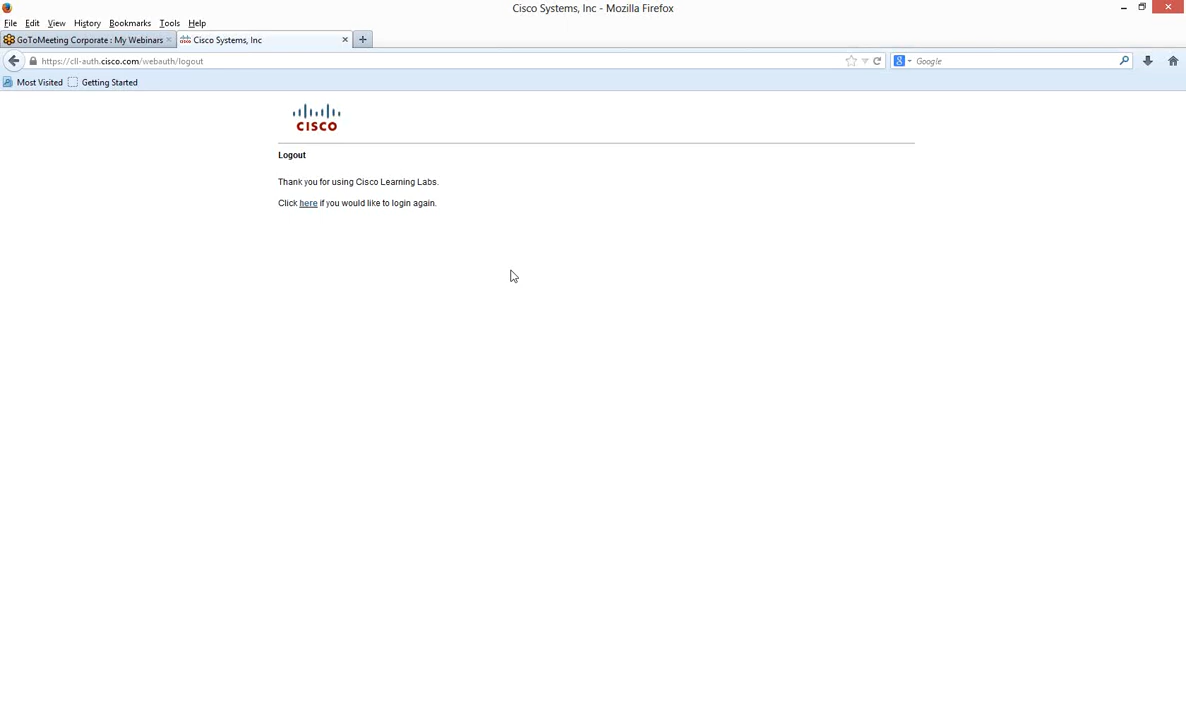 Cisco Systems, Inc - Mozilla Firefox
File Edit View History Bookmarks Tools Help
GoToMeeting Corporate : My Webinars
Cisco Systems, Inc
https://cll-auth.cisco.com/webauth/logout
Google
Most Visited Getting Started
CISCO
Logout
Thank you for using Cisco Learning Labs.
Click here if you would like to login again.